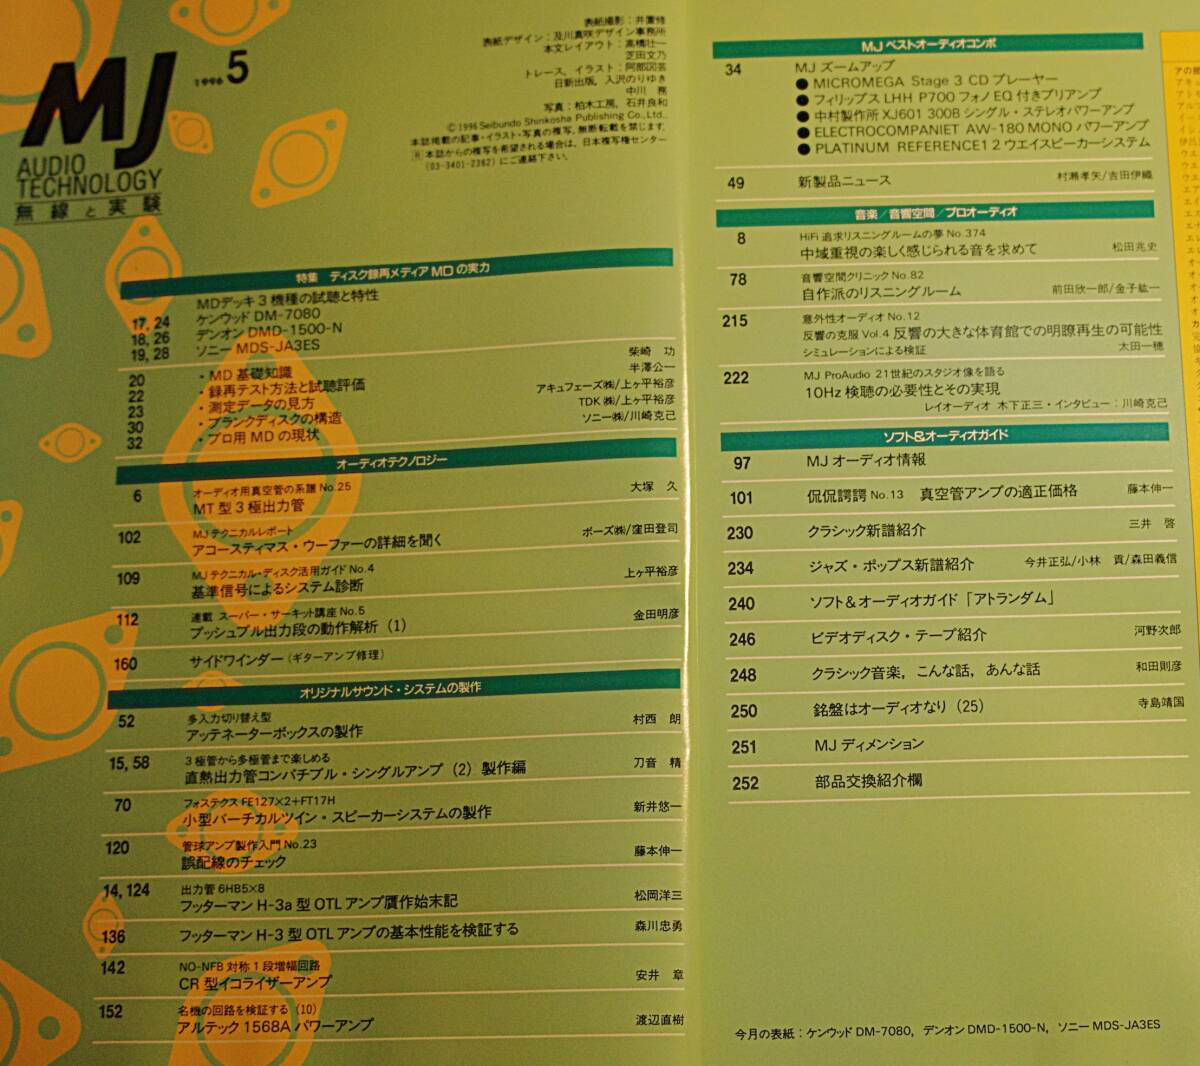 MJ
1996 5
AUDIO
TECHNOLOGY
無線と実験
表紙撮影：井置修
表紙デザイン：及川真咲デザイン事務所
本文レイアウト：高橋壮一
芝田文乃
トレース，イラスト：阿部図芸
日新出版，入沢のりゆき
中川 務
写真：柏木工房，石井良和
©1996 Seibundo Shinkosha Publishing Co., Ltd.
本誌掲載の記事・イラスト・写真の複写，無断転載を禁じます.
Ⓡ本誌からの複写を希望される場合は，日本複写権センター
(03-3401-2382)にご連絡下さい.
特集 ディスク録再メディアMDの実力
MDデッキ3機種の試聴と特性
17, 24 ケンウッド DM-7080
18, 26 デンオン DMD-1500-N
19, 28 ソニー MDS-JA3ES
20 ・MD基礎知識 柴崎 功
22 ・録再テスト方法と試聴評価 半澤公一
23 ・測定データの見方 アキュフェーズ㈱/上ヶ平裕彦
30 ・ブランクディスクの構造 TDK㈱/上ヶ平裕彦
32 ・プロ用MDの現状 ソニー㈱/川崎克己
オーディオテクノロジー
6 オーディオ用真空管の系譜 No.25
MT型3極出力管 大塚 久
102 MJテクニカルレポート
アコースティマス・ウーファーの詳細を聞く ボーズ㈱/窪田登司
109 MJテクニカル・ディスク活用ガイド No.4
基準信号によるシステム診断 上ヶ平裕彦
112 連載 スーパー・サーキット講座 No.5
プッシュプル出力段の動作解析（1） 金田明彦
160 サイドワインダー（ギターアンプ修理）
オリジナルサウンド・システムの製作
52 多入力切り替え型
アッテネーターボックスの製作 村西 朗
15, 58 3極管から多極管まで楽しめる
直熱出力管コンパチブル・シングルアンプ（2）製作編 刀音 精
70 フォステクス FE127×2+FT17H
小型バーチカルツイン・スピーカーシステムの製作 新井悠一
120 管球アンプ製作入門 No.23
誤配線のチェック 藤本伸一
14, 124 出力管 6HB5×8
フッターマン H-3a型OTLアンプ贋作始末記 松岡洋三
136 フッターマン H-3型OTLアンプの基本性能を検証する 森川忠勇
142 NO-NFB 対称1段増幅回路
CR型イコライザーアンプ 安井 章
152 名機の回路を検証する（10）
アルテック 1568A パワーアンプ 渡辺直樹
MJ ベストオーディオコンポ
34 MJ ズームアップ
● MICROMEGA Stage 3 CDプレーヤー
● フィリップス LHH P700 フォノEQ付きプリアンプ
● 中村製作所 XJ601 300B シングル・ステレオパワーアンプ
● ELECTROCOMPANIET AW-180 MONO パワーアンプ
● PLATINUM REFERENCE1 2ウエイスピーカーシステム
49 新製品ニュース 村瀬孝矢/吉田伊織
音楽／音響空間／プロオーディオ
8 HiFi追求リスニングルームの夢 No.374
中域重視の楽しく感じられる音を求めて 松田兆史
78 音響空間クリニック No.82
自作派のリスニングルーム 前田欣一郎/金子紘一
215 意外性オーディオ No.12
反響の克服 Vol.4 反響の大きな体育館での明瞭再生の可能性
シミュレーションによる検証 太田一穂
222 MJ ProAudio 21世紀のスタジオ像を語る
10Hz検聴の必要性とその実現
レイオーディオ 木下正三・インタビュー：川崎克己
ソフト＆オーディオガイド
97 MJオーディオ情報
101 侃侃諤諤 No.13 真空管アンプの適正価格 藤本伸一
230 クラシック新譜紹介 三井 啓
234 ジャズ・ポップス新譜紹介 今井正弘/小林 貢/森田義信
240 ソフト＆オーディオガイド「アトランダム」
246 ビデオディスク・テープ紹介 河野次郎
248 クラシック音楽，こんな話，あんな話 和田則彦
250 銘盤はオーディオなり（25） 寺島靖国
251 MJディメンション
252 部品交換紹介欄
今月の表紙：ケンウッド DM-7080，デンオン DMD-1500-N，ソニー MDS-JA3ES